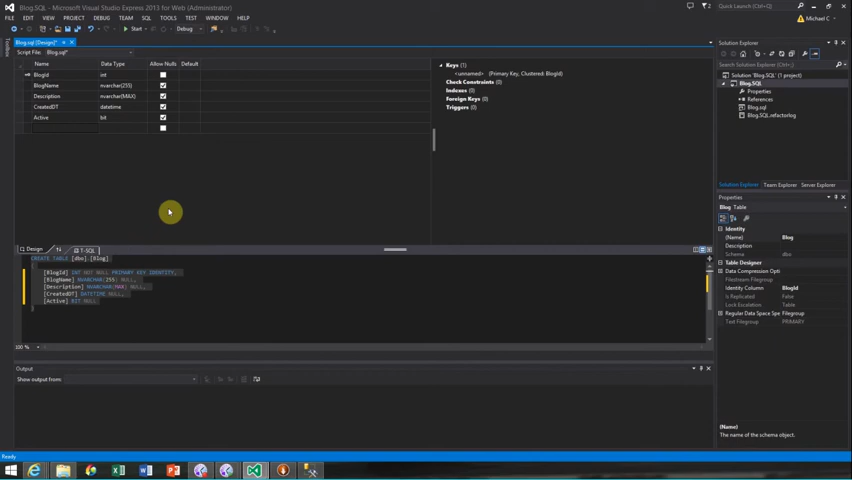 Blog.SQL - Microsoft Visual Studio Express 2013 for Web (Administrator)
2
Quick Launch (Ctrl+Q)
FILE EDIT VIEW PROJECT DEBUG TEAM SQL TOOLS TEST WINDOW HELP
Michael C
Start Debug
Toolbox
Blog.sql [Design]*
Script File: Blog.sql*
Name Data Type Allow Nulls Default
BlogId int
BlogName nvarchar(255)
Description nvarchar(MAX)
CreatedDT datetime
Active bit
Keys (1)
<unnamed> (Primary Key, Clustered: BlogId)
Check Constraints (0)
Indexes (0)
Foreign Keys (0)
Triggers (0)
Design T-SQL
CREATE TABLE [dbo].[Blog]
(
[BlogId] INT NOT NULL PRIMARY KEY IDENTITY,
[BlogName] NVARCHAR(255) NULL,
[Description] NVARCHAR(MAX) NULL,
[CreatedDT] DATETIME NULL,
[Active] BIT NULL
)
100 %
Output
Show output from:
Solution Explorer
Search Solution Explorer (Ctrl+;)
Solution 'Blog.SQL' (1 project)
Blog.SQL
Properties
References
Blog.sql
Blog.SQL.refactorlog
Solution Explorer Team Explorer Server Explorer
Properties
Blog Table
Identity
(Name) Blog
Description
Table Designer
Data Compression Opti
Identity Column BlogId
Is Replicated False
Lock Escalation Table
Regular Data Space Spe Filegroup
Text Filegroup PRIMARY
(Name)
The name of the schema object.
Ready